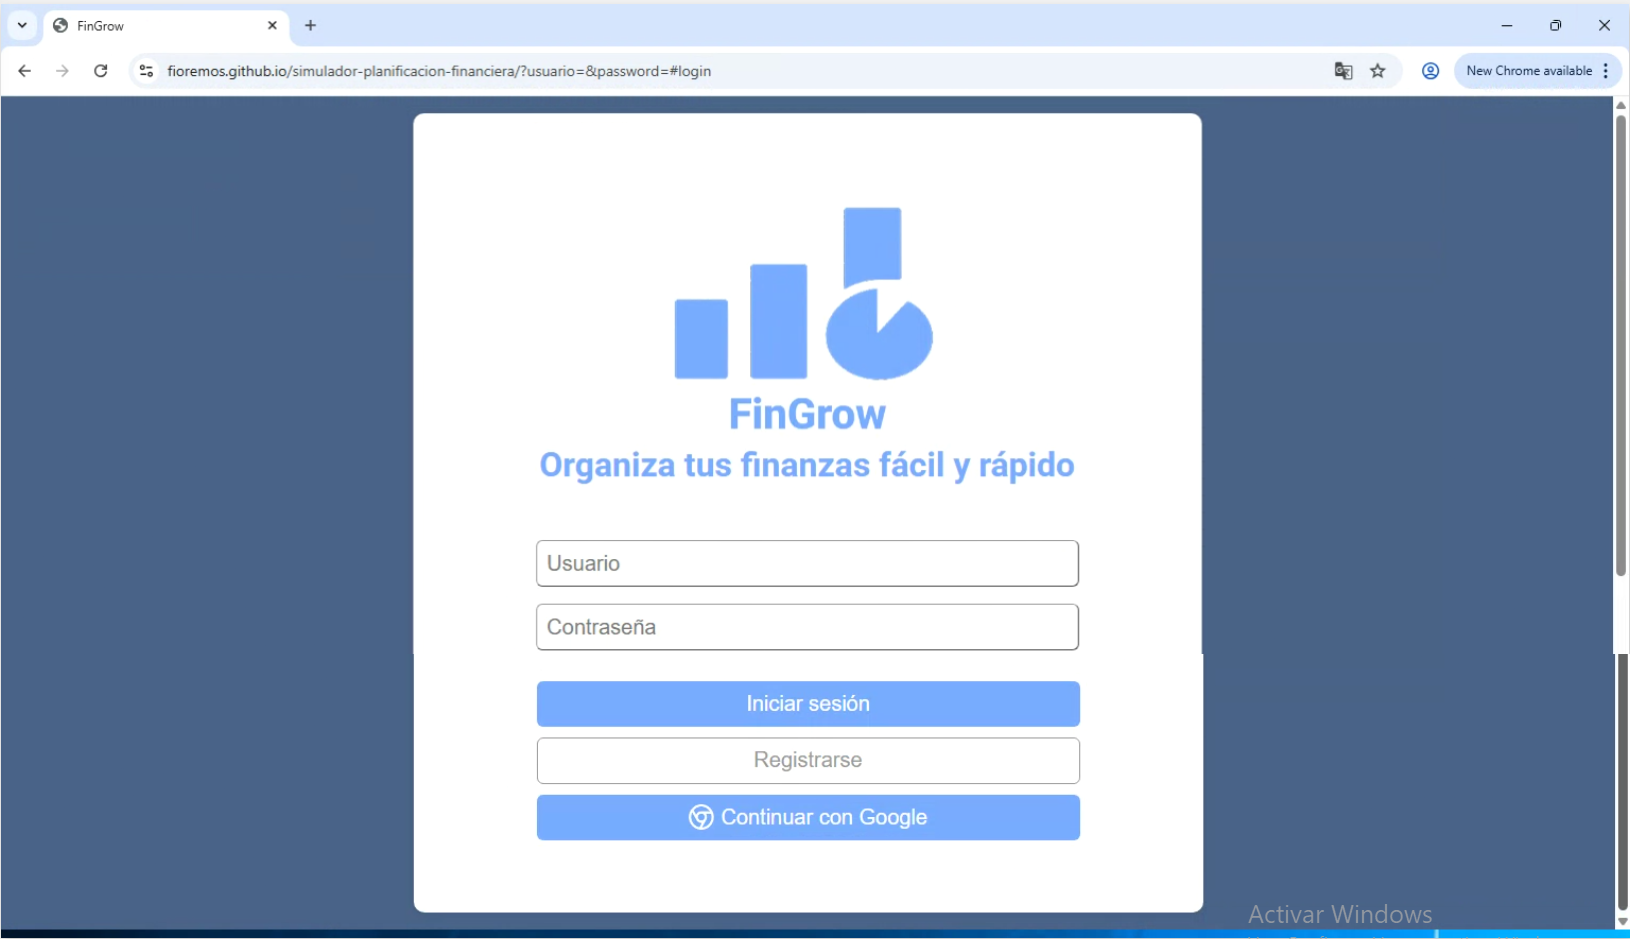 FinGrow
fioremos.github.io/simulador-planificacion-financiera/?usuario=&password=#login
New Chrome available
FinGrow
Organiza tus finanzas fácil y rápido
Usuario
Contraseña
Iniciar sesión
Registrarse
Continuar con Google
Activar Windows